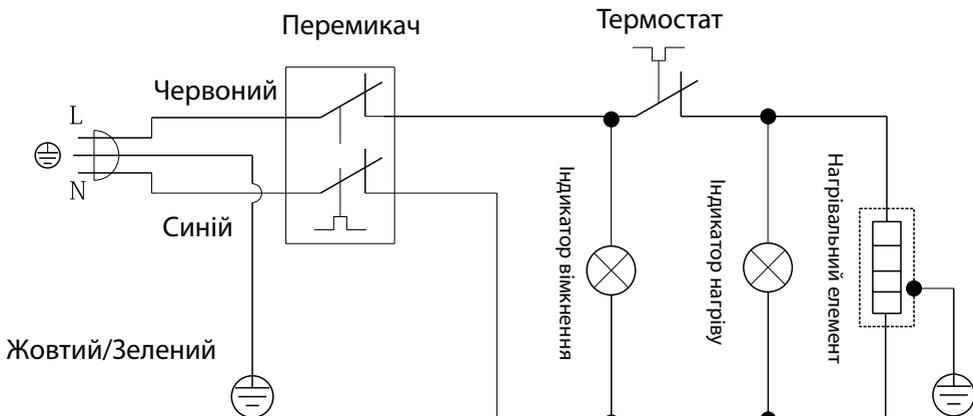 Перемикач
Термостат
Червоний
L
N
Синій
Жовтий/Зелений
Індикатор вімкнення
Індикатор нагріву
Нагрівальний елемент